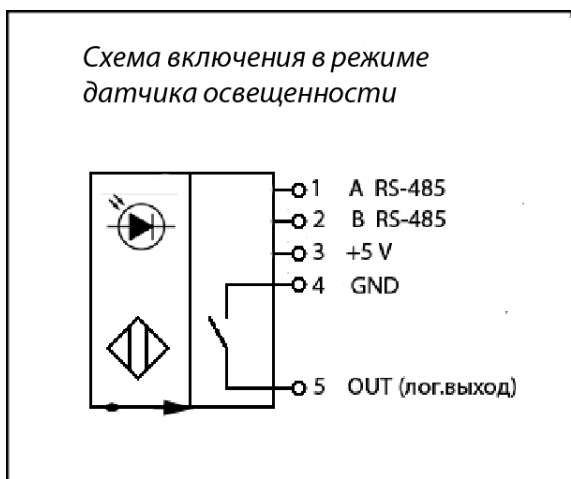 Схема включения в режиме
датчика освещенности
1 A RS-485
2 B RS-485
3 +5 V
4 GND
5 OUT (лог.выход)